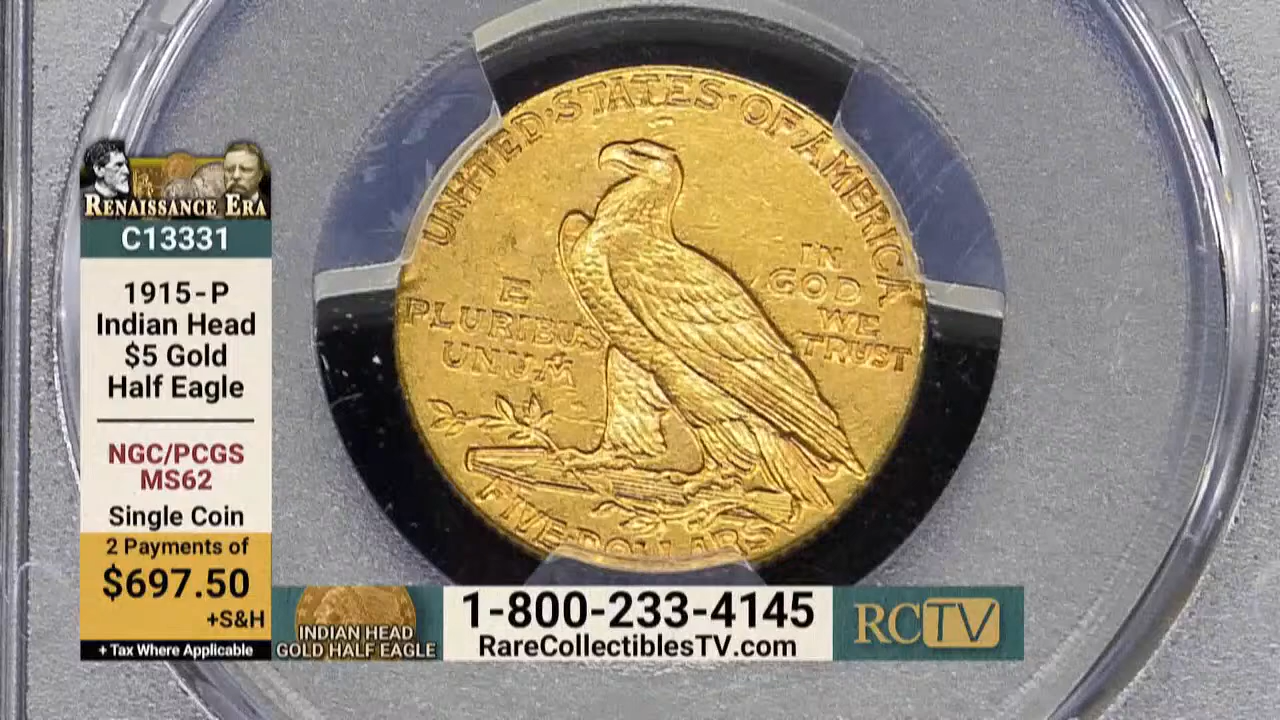 RENAISSANCE ERA
C13331
1915-P
Indian Head
$5 Gold
Half Eagle
NGC/PCGS
MS62
Single Coin
2 Payments of
$697.50
+S&H
+ Tax Where Applicable
UNITED·STATES·OF·AMERICA
E
PLURIBUS
UNUM
IN
GOD
WE
TRUST
FIVE DOLLARS
INDIAN HEAD
GOLD HALF EAGLE
1-800-233-4145
RareCollectiblesTV.com
RCTV